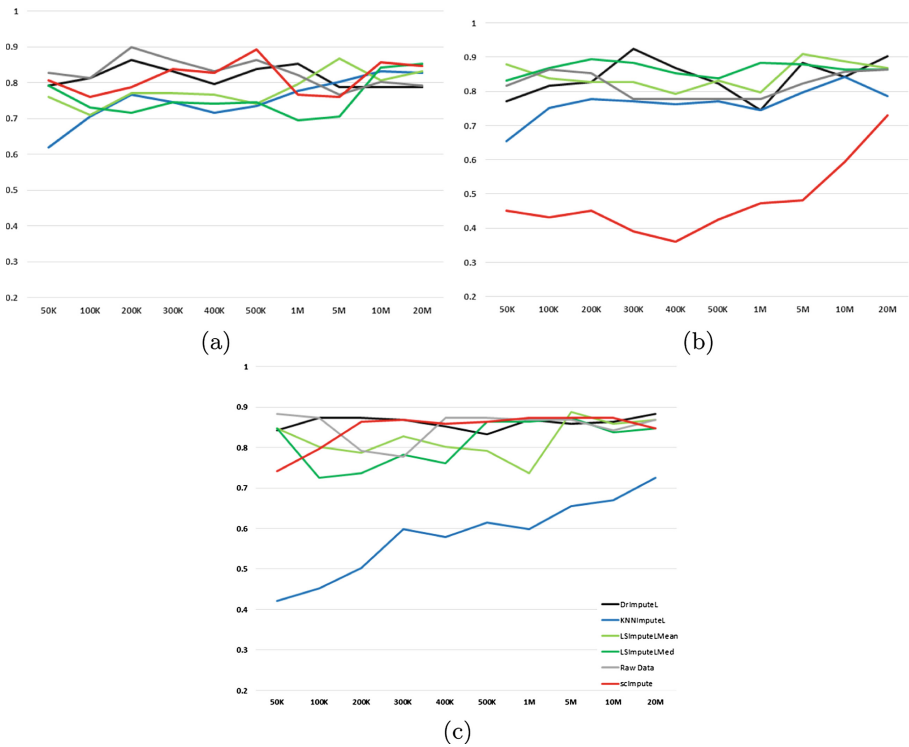 1
0.9
0.8
0.7
0.6
0.5
0.4
0.3
0.2
50K 100K 200K 300K 400K 500K 1M 5M 10M 20M
(a)
1
0.9
0.8
0.7
0.6
0.5
0.4
0.3
0.2
50K 100K 200K 300K 400K 500K 1M 5M 10M 20M
(b)
1
0.9
0.8
0.7
0.6
0.5
0.4
0.3
0.2
50K 100K 200K 300K 400K 500K 1M 5M 10M 20M
DrImputeL
KNNImputeL
LSImputeLMean
LSImputeLMed
Raw Data
scImpute
(c)